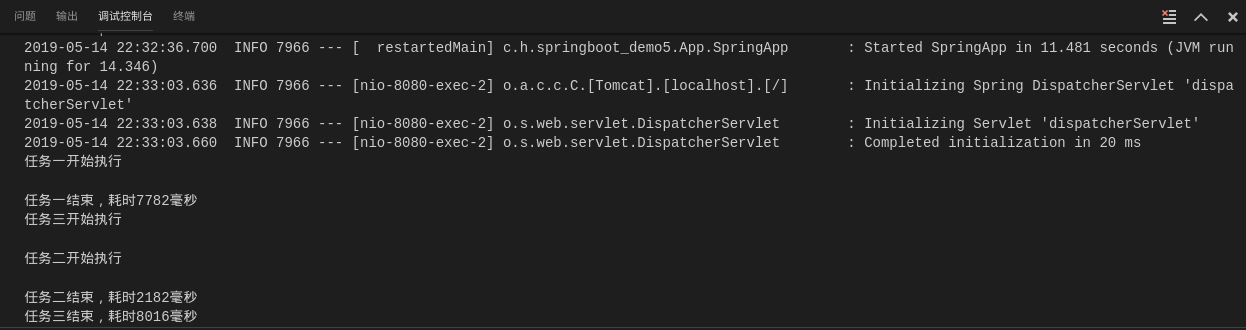 问题 输出 调试控制台 终端
2019-05-14 22:32:36.700  INFO 7966 --- [  restartedMain] c.h.springboot_demo5.App.SpringApp       : Started SpringApp in 11.481 seconds (JVM run
ning for 14.346)
2019-05-14 22:33:03.636  INFO 7966 --- [nio-8080-exec-2] o.a.c.c.C.[Tomcat].[localhost].[/]       : Initializing Spring DispatcherServlet 'dispa
tcherServlet'
2019-05-14 22:33:03.638  INFO 7966 --- [nio-8080-exec-2] o.s.web.servlet.DispatcherServlet        : Initializing Servlet 'dispatcherServlet'
2019-05-14 22:33:03.660  INFO 7966 --- [nio-8080-exec-2] o.s.web.servlet.DispatcherServlet        : Completed initialization in 20 ms
任务一开始执行
任务一结束，耗时7782毫秒
任务三开始执行
任务二开始执行
任务二结束，耗时2182毫秒
任务三结束，耗时8016毫秒